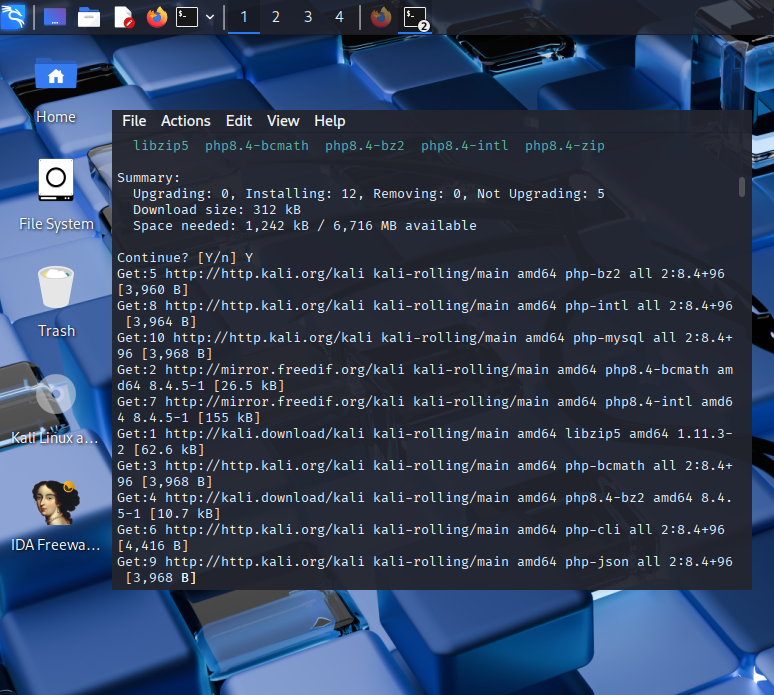 1 2 3 4 2
Home
File System
Trash
Kali Linux a...
IDA Freewa...
File Actions Edit View Help
libzip5 php8.4-bcmath php8.4-bz2 php8.4-intl php8.4-zip
Summary:
Upgrading: 0, Installing: 12, Removing: 0, Not Upgrading: 5
Download size: 312 kB
Space needed: 1,242 kB / 6,716 MB available
Continue? [Y/n] Y
Get:5 http://http.kali.org/kali kali-rolling/main amd64 php-bz2 all 2:8.4+96
[3,960 B]
Get:8 http://http.kali.org/kali kali-rolling/main amd64 php-intl all 2:8.4+96
[3,964 B]
Get:10 http://http.kali.org/kali kali-rolling/main amd64 php-mysql all 2:8.4+
96 [3,968 B]
Get:2 http://mirror.freedif.org/kali kali-rolling/main amd64 php8.4-bcmath am
d64 8.4.5-1 [26.5 kB]
Get:7 http://mirror.freedif.org/kali kali-rolling/main amd64 php8.4-intl amd6
4 8.4.5-1 [155 kB]
Get:1 http://kali.download/kali kali-rolling/main amd64 libzip5 amd64 1.11.3-
2 [62.6 kB]
Get:3 http://http.kali.org/kali kali-rolling/main amd64 php-bcmath all 2:8.4+
96 [3,968 B]
Get:4 http://kali.download/kali kali-rolling/main amd64 php8.4-bz2 amd64 8.4.
5-1 [10.7 kB]
Get:6 http://http.kali.org/kali kali-rolling/main amd64 php-cli all 2:8.4+96
[4,416 B]
Get:9 http://http.kali.org/kali kali-rolling/main amd64 php-json all 2:8.4+96
[3,968 B]